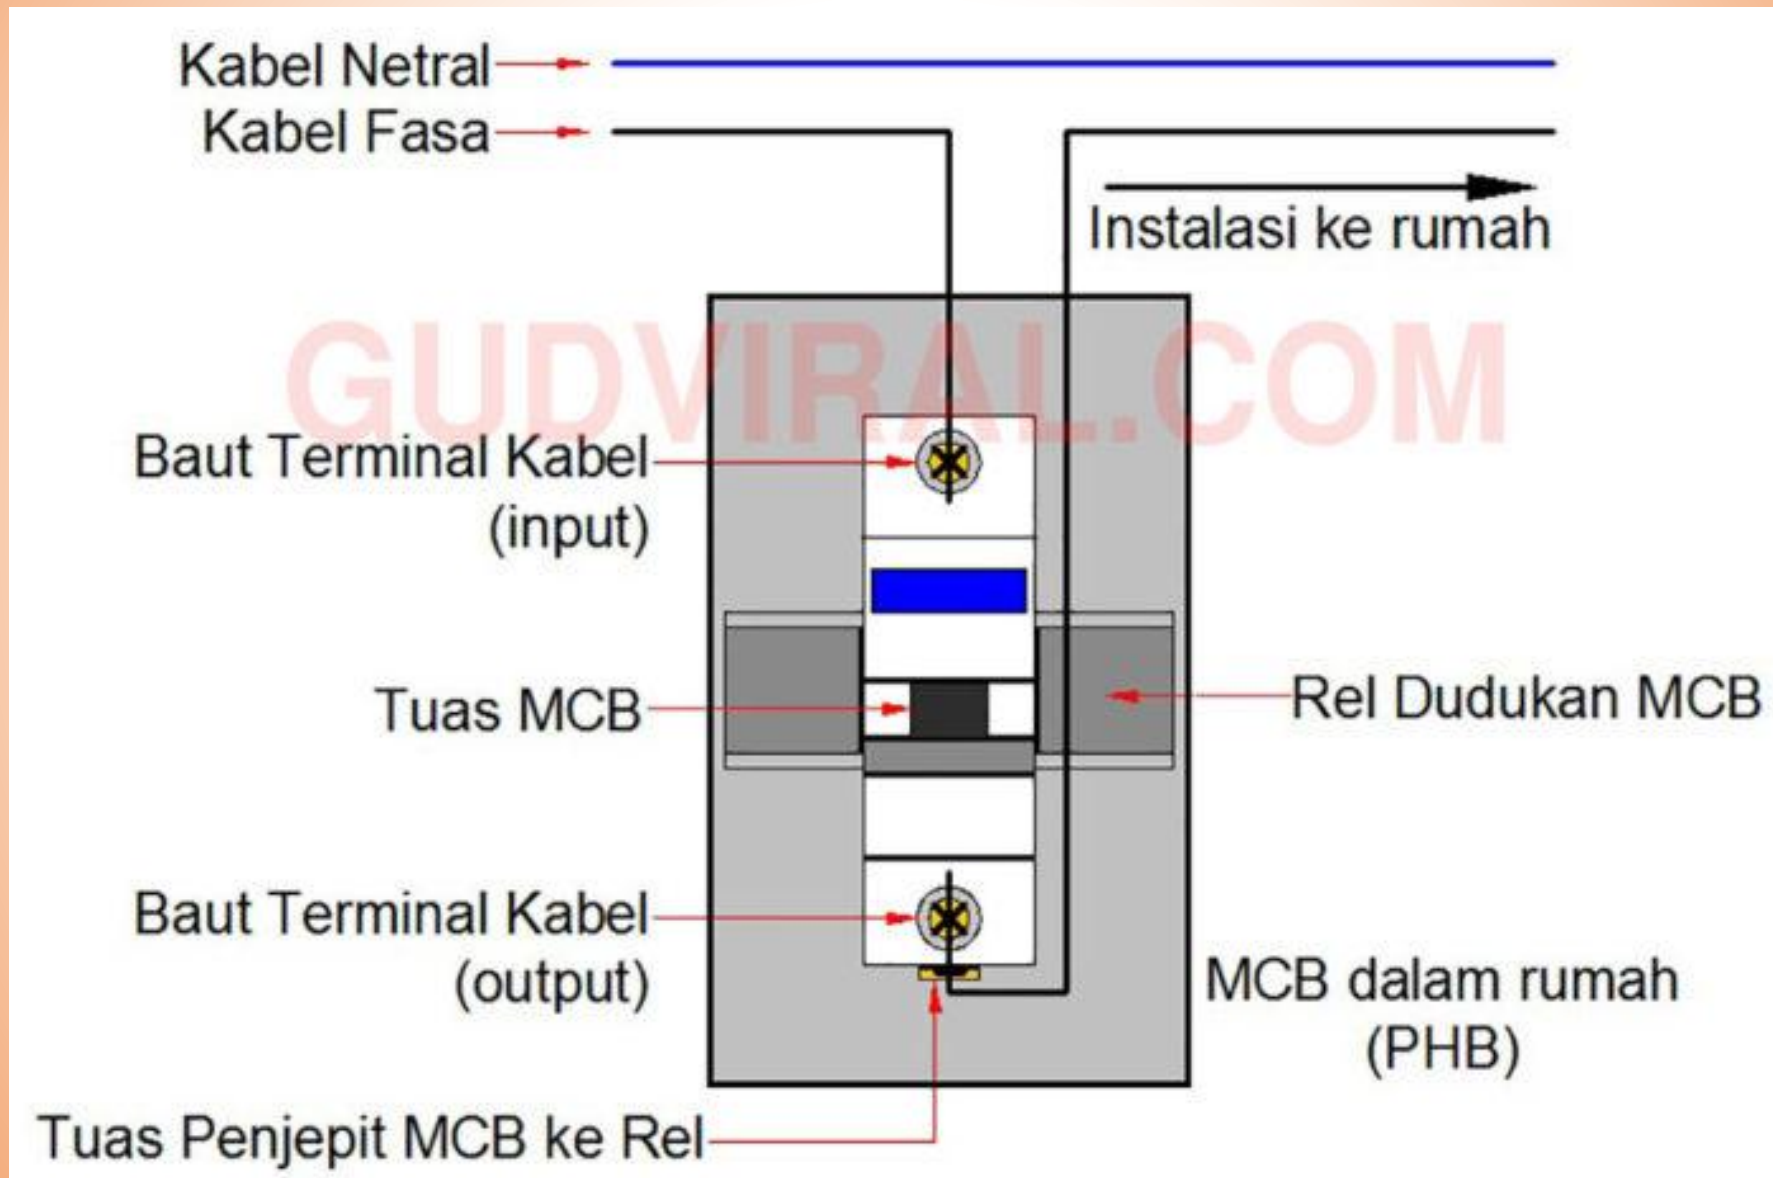 Kabel Netral
Kabel Fasa
Instalasi ke rumah
GUDVIRAL.COM
Baut Terminal Kabel
(input)
Tuas MCB
Rel Dudukan MCB
Baut Terminal Kabel
(output)
MCB dalam rumah
(PHB)
Tuas Penjepit MCB ke Rel